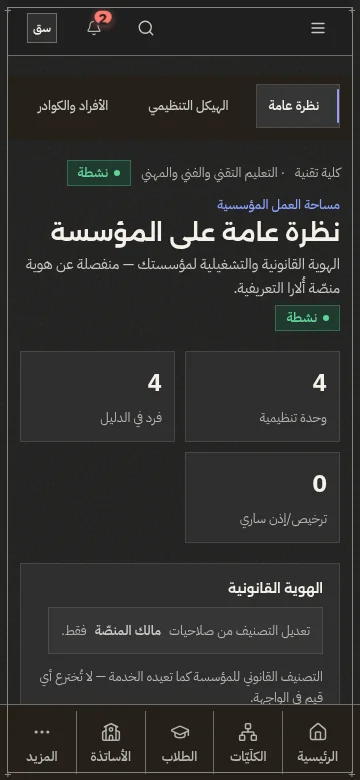 سق
2
نظرة عامة
الهيكل التنظيمي
الأفراد والكوادر
كلية تقنية · التعليم التقني والفني والمهني
نشطة
مساحة العمل المؤسسية
نظرة عامة على المؤسسة
الهوية القانونية والتشغيلية لمؤسستك — منفصلة عن هوية
منصّة ألارا التعريفية.
نشطة
4
وحدة تنظيمية
4
فرد في الدليل
0
ترخيص/إذن ساري
الهوية القانونية
تعديل التصنيف من صلاحيات مالك المنصّة فقط.
التصنيف القانوني للمؤسسة كما تعيده الخدمة — لا تُخترع أي
قيم في الواجهة.
الرئيسية
الكليّات
الطلاب
الأساتذة
المزيد